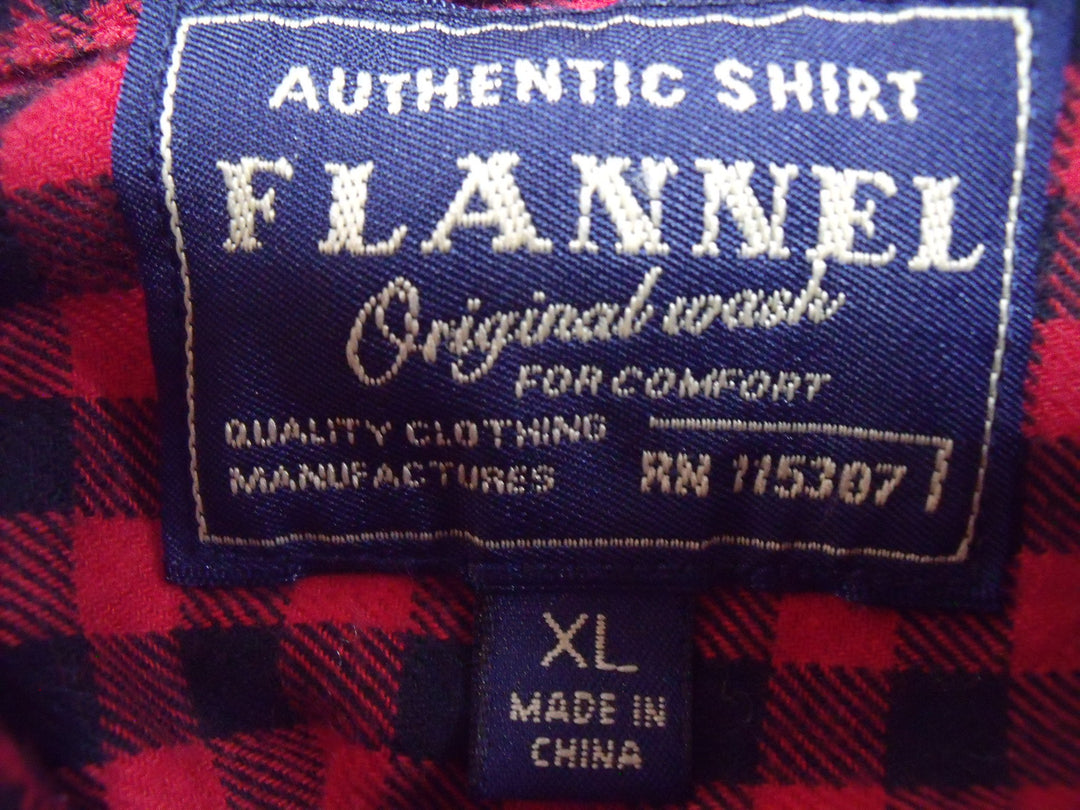 AUTHENTIC SHIRT
FLANNEL
Original wash
FOR COMFORT
QUALITY CLOTHING
MANUFACTURES
RN 115307
XL
MADE IN
CHINA